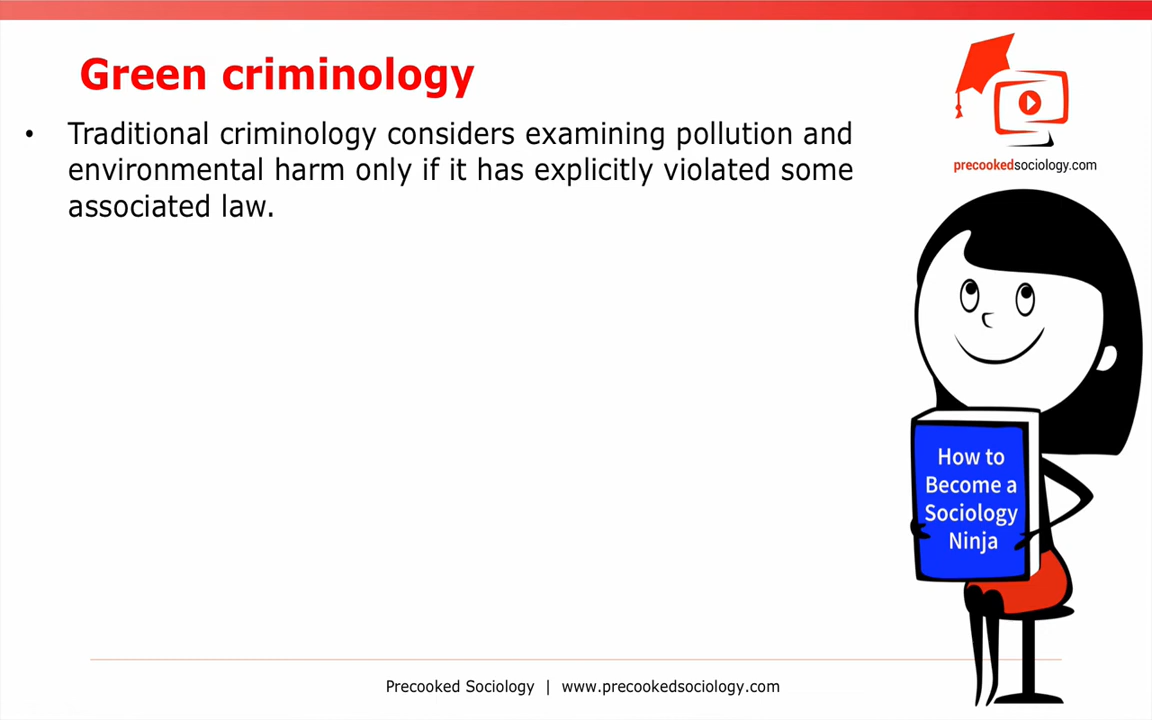 Green criminology
• Traditional criminology considers examining pollution and
environmental harm only if it has explicitly violated some
associated law.
precookedsociology.com
How to
Become a
Sociology
Ninja
Precooked Sociology | www.precookedsociology.com